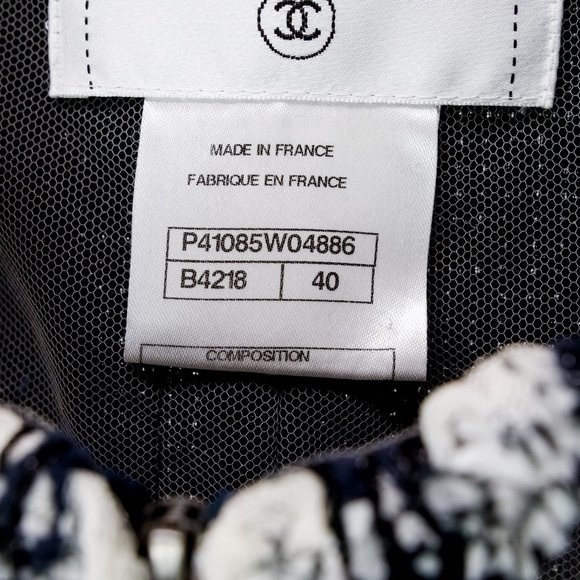 MADE IN FRANCE
FABRIQUE EN FRANCE
P41085W04886
B4218 40
COMPOSITION